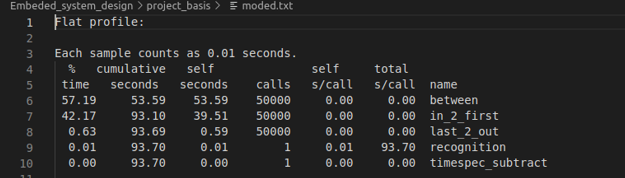 Embeded_system_design > project_basis > moded.txt
1 Flat profile:
2
3 Each sample counts as 0.01 seconds.
4 % cumulative self self total
5 time seconds seconds calls s/call s/call name
6 57.19 53.59 53.59 50000 0.00 0.00 between
7 42.17 93.10 39.51 50000 0.00 0.00 in_2_first
8 0.63 93.69 0.59 50000 0.00 0.00 last_2_out
9 0.01 93.70 0.01 1 0.01 93.70 recognition
10 0.00 93.70 0.00 1 0.00 0.00 timespec_subtract
11